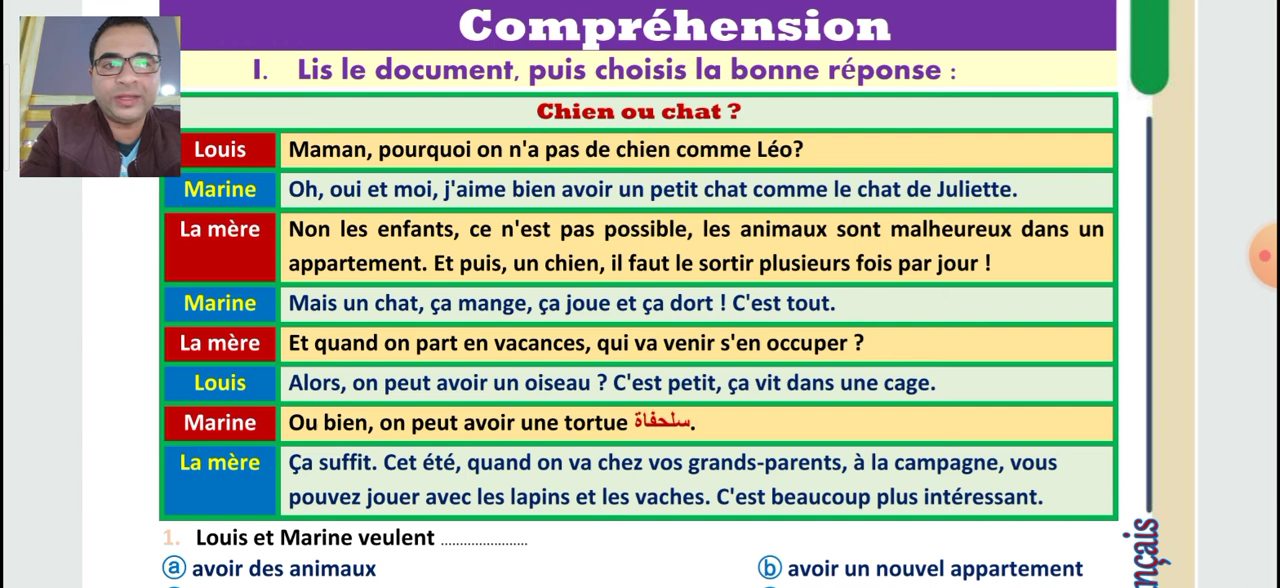 Compréhension
I. Lis le document, puis choisis la bonne réponse :
Chien ou chat ?
Louis Maman, pourquoi on n'a pas de chien comme Léo?
Marine Oh, oui et moi, j'aime bien avoir un petit chat comme le chat de Juliette.
La mère Non les enfants, ce n'est pas possible, les animaux sont malheureux dans un
appartement. Et puis, un chien, il faut le sortir plusieurs fois par jour !
Marine Mais un chat, ça mange, ça joue et ça dort ! C'est tout.
La mère Et quand on part en vacances, qui va venir s'en occuper ?
Louis Alors, on peut avoir un oiseau ? C'est petit, ça vit dans une cage.
Marine Ou bien, on peut avoir une tortue سلحفاة.
La mère Ça suffit. Cet été, quand on va chez vos grands-parents, à la campagne, vous
pouvez jouer avec les lapins et les vaches. C'est beaucoup plus intéressant.
1. Louis et Marine veulent ......................
ⓐ avoir des animaux ⓑ avoir un nouvel appartement